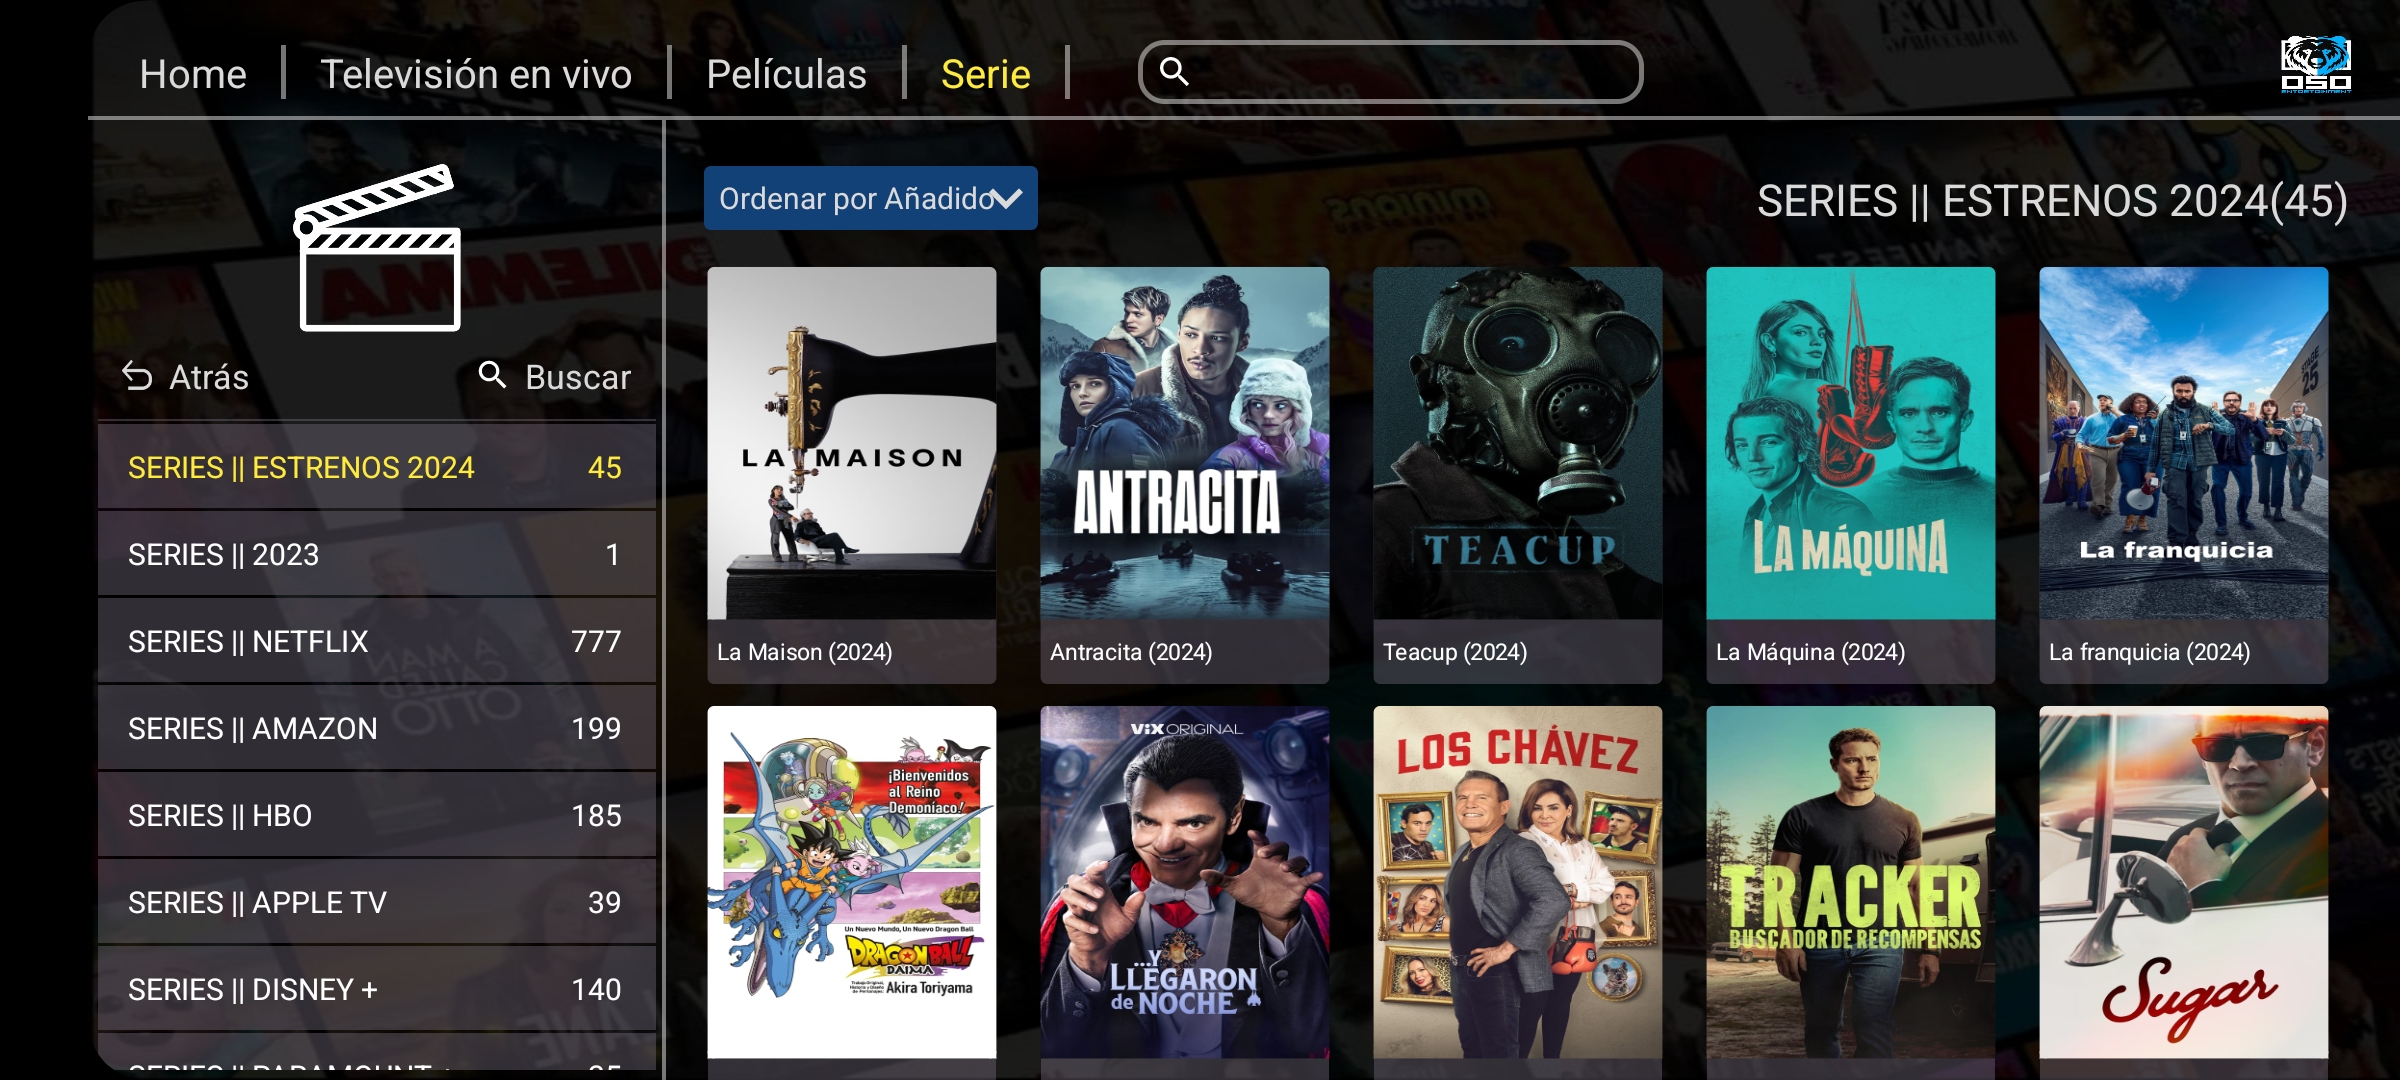 Home
Televisión en vivo
Películas
Serie
OSO
ENTERTAINMENT
Atrás
Buscar
SERIES || ESTRENOS 2024 45
SERIES || 2023 1
SERIES || NETFLIX 777
SERIES || AMAZON 199
SERIES || HBO 185
SERIES || APPLE TV 39
SERIES || DISNEY + 140
Ordenar por Añadido
SERIES || ESTRENOS 2024(45)
LA MAISON
La Maison (2024)
ANTRACITA
Antracita (2024)
TEACUP
Teacup (2024)
LA MÁQUINA
La Máquina (2024)
STAGE
25
La franquicia
La franquicia (2024)
¡Bienvenidos
al Reino
Demoníaco!
Un Nuevo Mundo, Un Nuevo Dragon Ball
DRAGON BALL
DAIMA
Akira Toriyama
ViX ORIGINAL
...Y
LLEGARON
de NOCHE
LOS CHÁVEZ
TRACKER
BUSCADOR DE RECOMPENSAS
Sugar